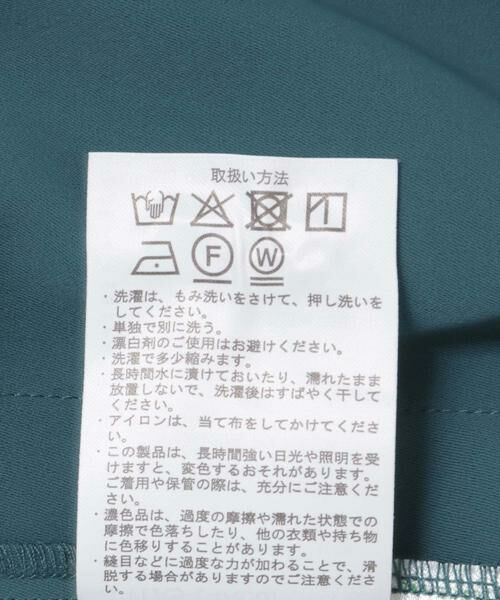 取扱い方法
F W
・洗濯は、もみ洗いをさけて、押し洗いを
してください。
・単独で別に洗う。
・漂白剤のご使用はお避けください。
・洗濯で多少縮みます。
・長時間水に漬けておいたり、濡れたまま
放置しないで、洗濯後はすばやく干して
ください。
・アイロンは、当て布をしてかけてくださ
い。
・この製品は、長時間強い日光や照明を受
けますと、変色するおそれがあります。
ご着用や保管の際は、充分にご注意くださ
い。
・濃色品は、過度の摩擦や濡れた状態での
摩擦で色落ちしたり、他の衣類や持ち物
に色移りすることがあります。
・縫目などに過度な力が加わることで、滑
脱する場合がありますのでご注意くださ
い。